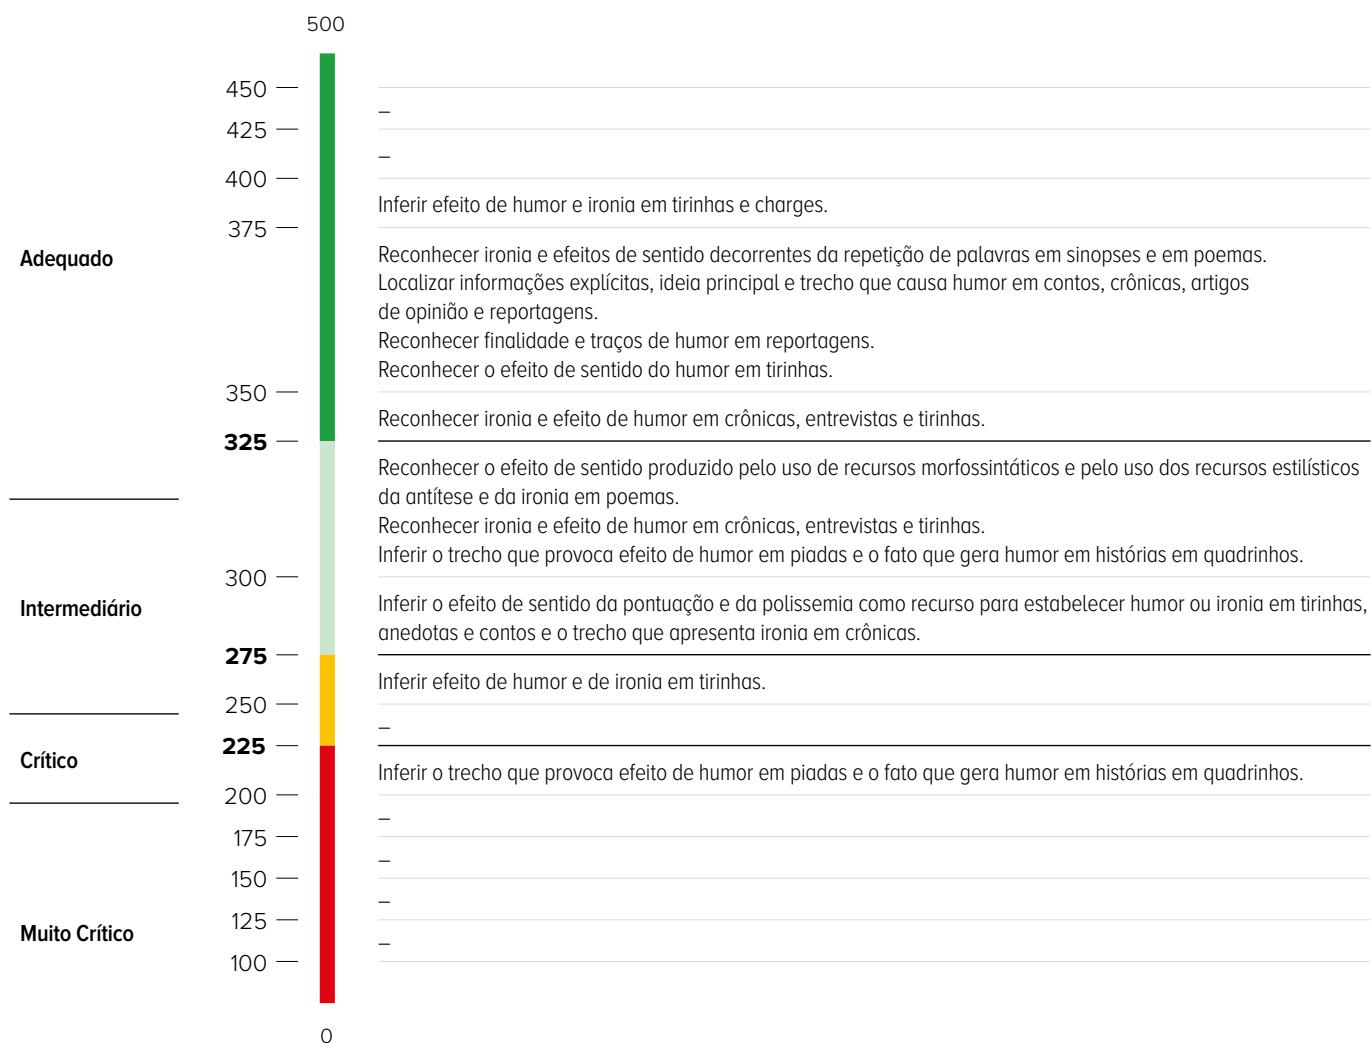 500
450
–
425
–
400
Inferir efeito de humor e ironia em tirinhas e charges.
375
Adequado
Reconhecer ironia e efeitos de sentido decorrentes da repetição de palavras em sinopses e em poemas.
Localizar informações explícitas, ideia principal e trecho que causa humor em contos, crônicas, artigos
de opinião e reportagens.
Reconhecer finalidade e traços de humor em reportagens.
Reconhecer o efeito de sentido do humor em tirinhas.
350
Reconhecer ironia e efeito de humor em crônicas, entrevistas e tirinhas.
325
Reconhecer o efeito de sentido produzido pelo uso de recursos morfossintáticos e pelo uso dos recursos estilísticos
da antítese e da ironia em poemas.
Reconhecer ironia e efeito de humor em crônicas, entrevistas e tirinhas.
Inferir o trecho que provoca efeito de humor em piadas e o fato que gera humor em histórias em quadrinhos.
300
Intermediário
Inferir o efeito de sentido da pontuação e da polissemia como recurso para estabelecer humor ou ironia em tirinhas,
anedotas e contos e o trecho que apresenta ironia em crônicas.
275
Inferir efeito de humor e de ironia em tirinhas.
250
–
225
Crítico
Inferir o trecho que provoca efeito de humor em piadas e o fato que gera humor em histórias em quadrinhos.
200
–
175
–
150
–
125
Muito Crítico
–
100
0